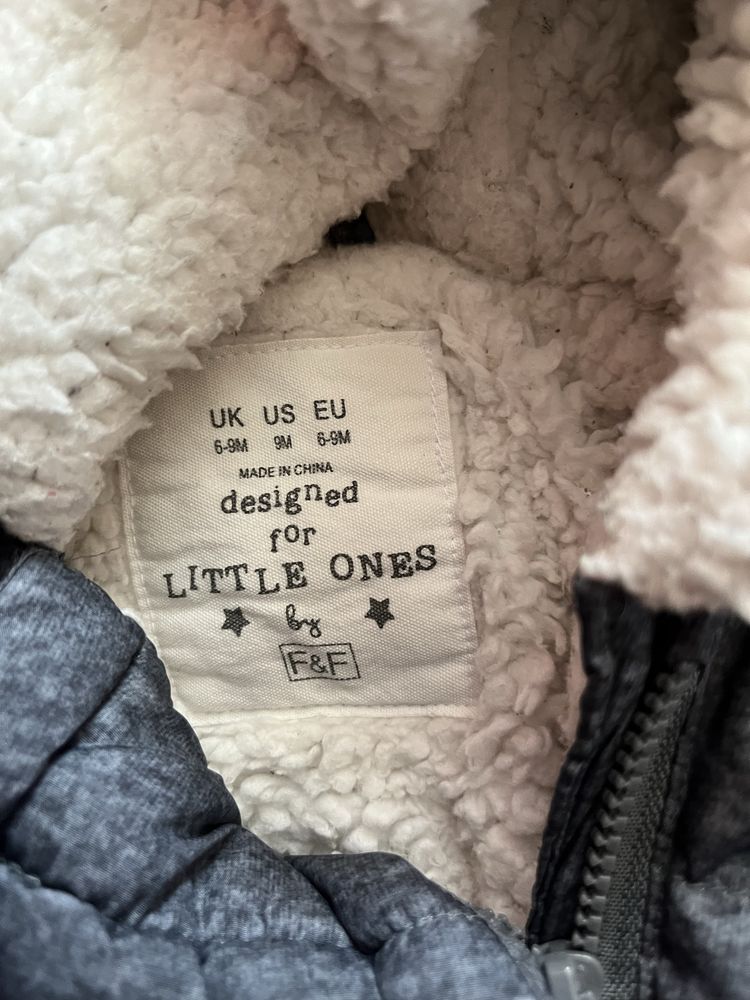 UK US EU
6-9M 9M 6-9M
MADE IN CHINA
designed
for
LITTLE ONES
by
F&F